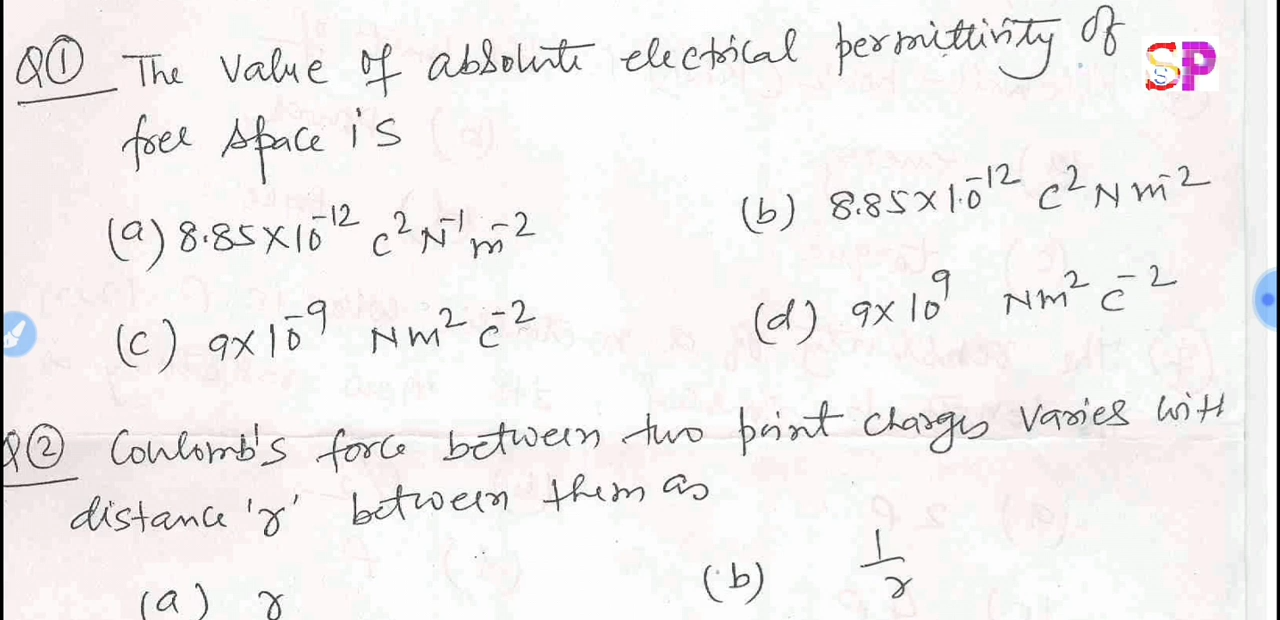 Q① The value of absolute electrical permittivity of
SP
free space is
(a) 8.85×10⁻¹² C²N⁻¹m⁻² (b) 8.85×10⁻¹² C²Nm⁻²
(c) 9×10⁻⁹ Nm²C⁻² (d) 9×10⁹ Nm²C⁻²
Q② Coulomb's force between two point charges varies with
distance 'r' between them as
(a) r (b) 1/r